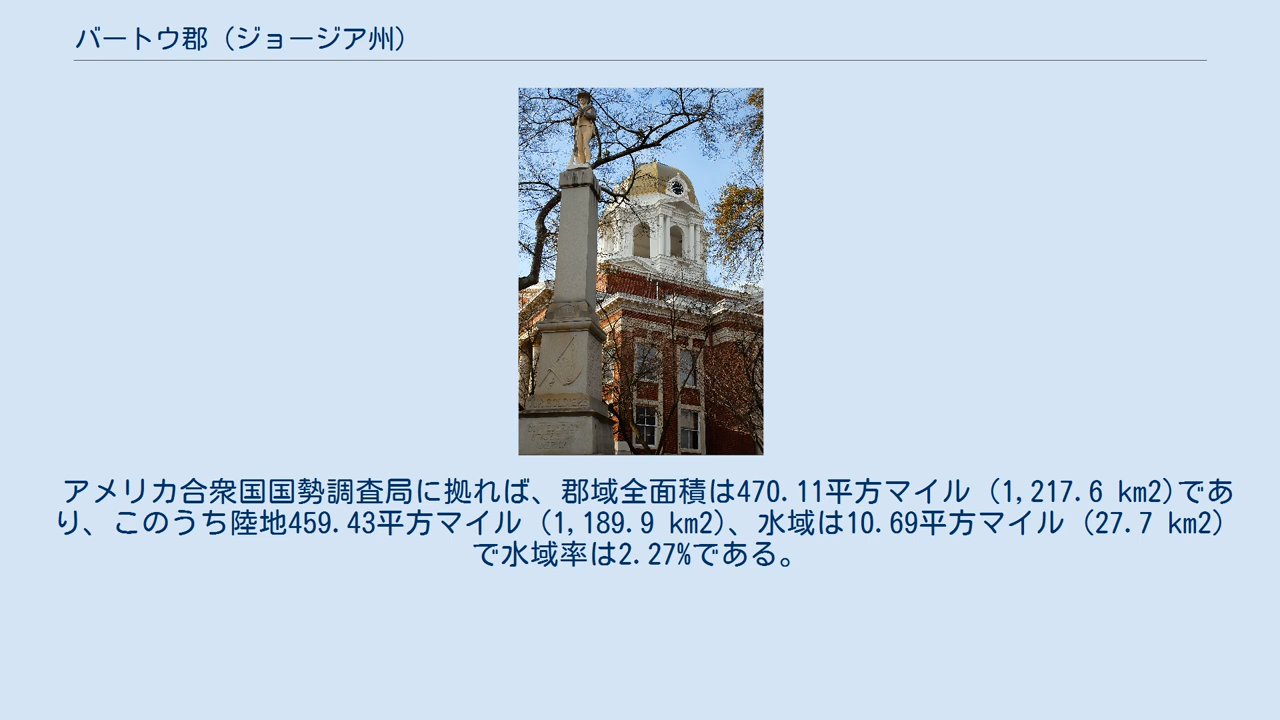 バートウ郡 (ジョージア州)
アメリカ合衆国国勢調査局に拠れば、郡域全面積は470.11平方マイル (1,217.6 km2)であ
り、このうち陸地459.43平方マイル (1,189.9 km2)、水域は10.69平方マイル (27.7 km2)
で水域率は2.27%である。